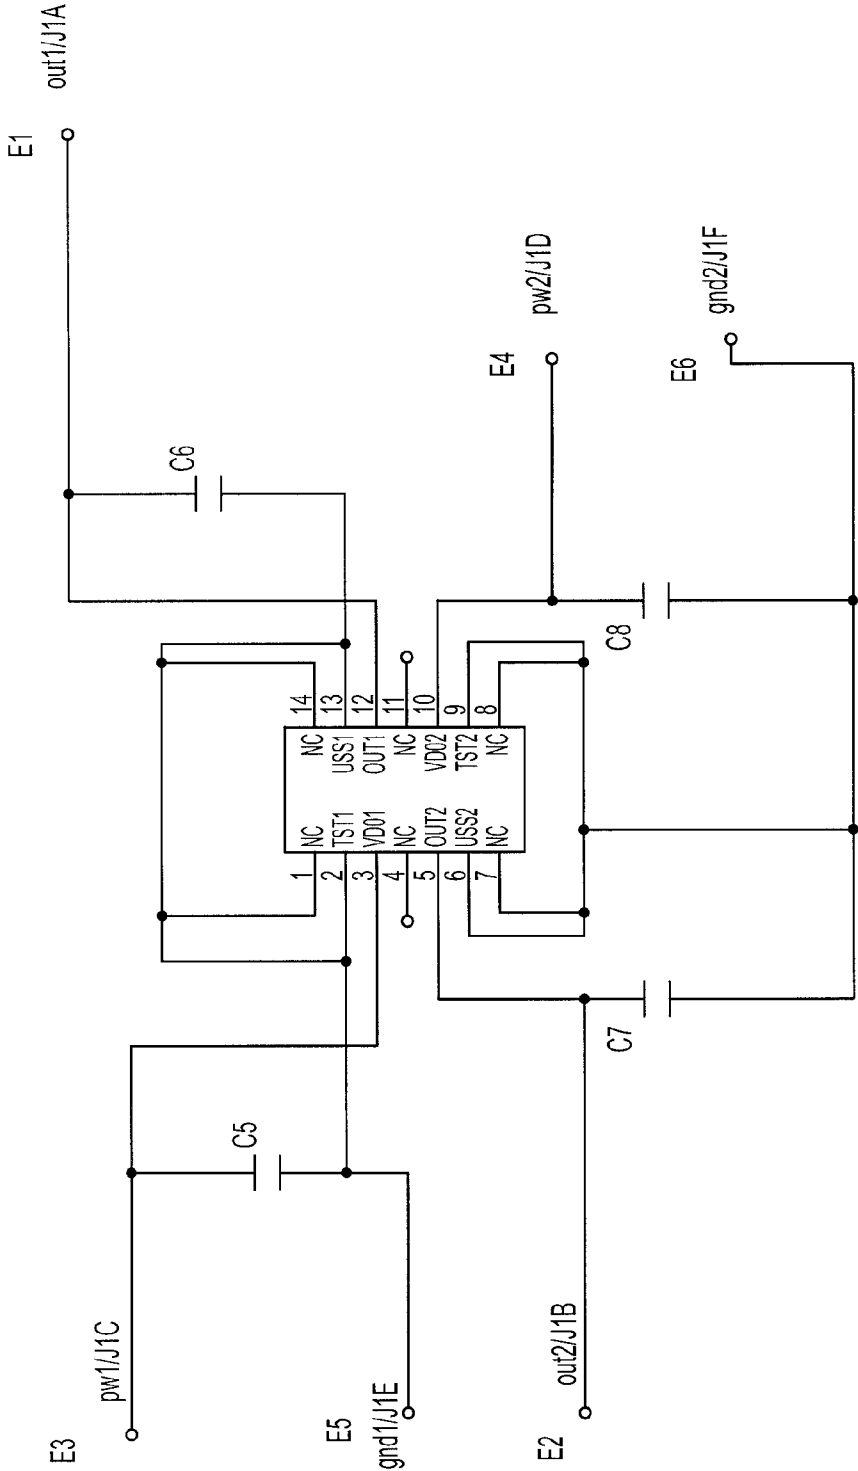 E1
out1/J1A
C6
E4
pw2/J1D
E6
gnd2/J1F
C8
14
13
12
11
10
9
8
NC
USS1
OUT1
NC
VD02
TST2
NC
NC
TST1
VD01
NC
OUT2
USS2
NC
1
2
3
4
5
6
7
C5
C7
E3
pw1/J1C
E5
gnd1/J1E
E2
out2/J1B